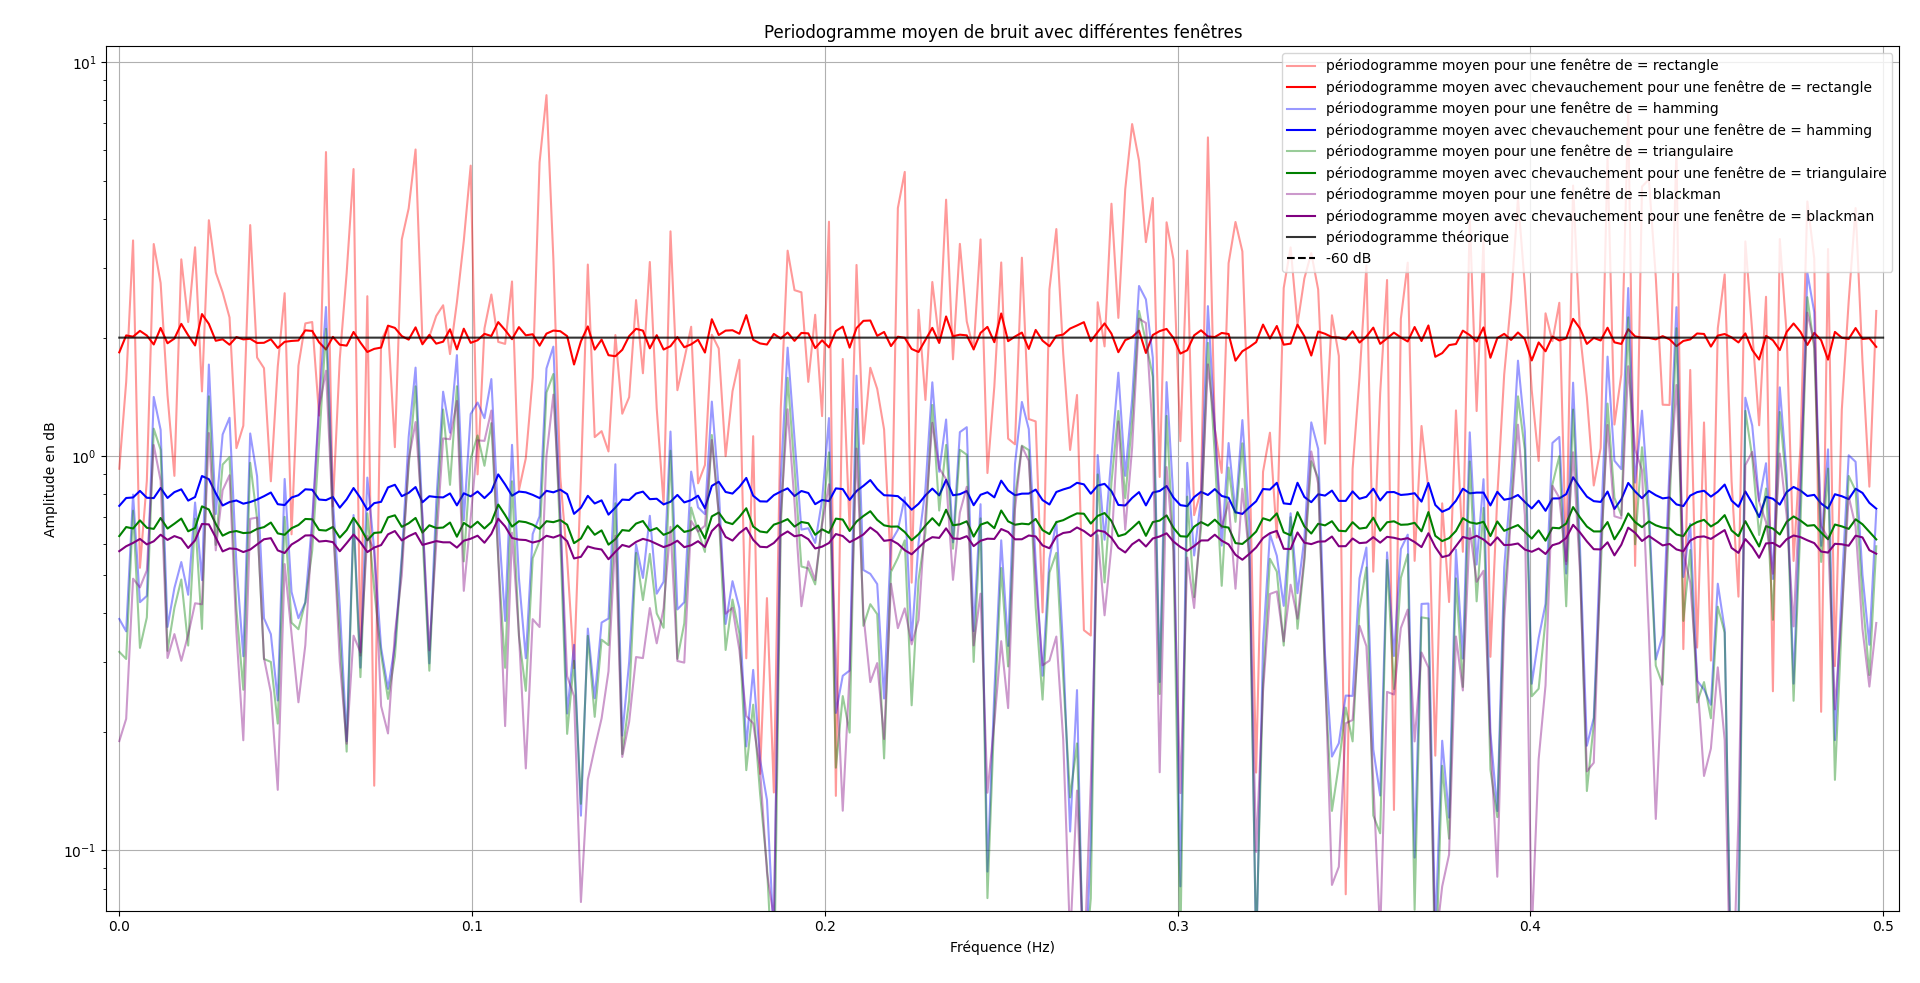 Periodogramme moyen de bruit avec différentes fenêtres
10¹
périodogramme moyen pour une fenêtre de = rectangle
périodogramme moyen avec chevauchement pour une fenêtre de = rectangle
périodogramme moyen pour une fenêtre de = hamming
périodogramme moyen avec chevauchement pour une fenêtre de = hamming
périodogramme moyen pour une fenêtre de = triangulaire
périodogramme moyen avec chevauchement pour une fenêtre de = triangulaire
périodogramme moyen pour une fenêtre de = blackman
périodogramme moyen avec chevauchement pour une fenêtre de = blackman
périodogramme théorique
-60 dB
10⁰
Amplitude en dB
10⁻¹
0.0 0.1 0.2 0.3 0.4 0.5
Fréquence (Hz)